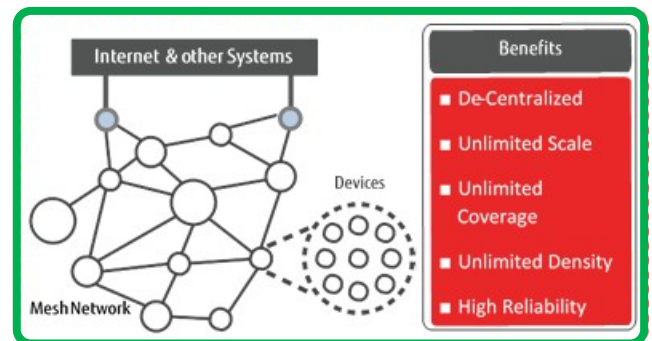 Internet & other Systems
Devices
Mesh Network
Benefits
De-Centralized
Unlimited Scale
Unlimited
Coverage
Unlimited Density
High Reliability